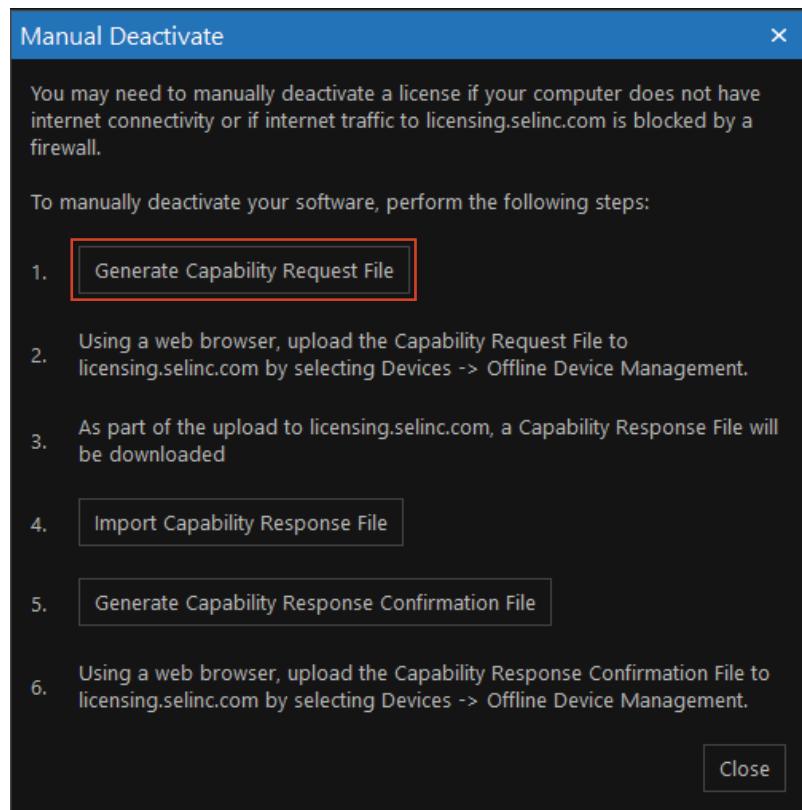 Manual Deactivate
You may need to manually deactivate a license if your computer does not have
internet connectivity or if internet traffic to licensing.selinc.com is blocked by a
firewall.
To manually deactivate your software, perform the following steps:
1. Generate Capability Request File
2. Using a web browser, upload the Capability Request File to
licensing.selinc.com by selecting Devices -> Offline Device Management.
3. As part of the upload to licensing.selinc.com, a Capability Response File will
be downloaded
4. Import Capability Response File
5. Generate Capability Response Confirmation File
6. Using a web browser, upload the Capability Response Confirmation File to
licensing.selinc.com by selecting Devices -> Offline Device Management.
Close